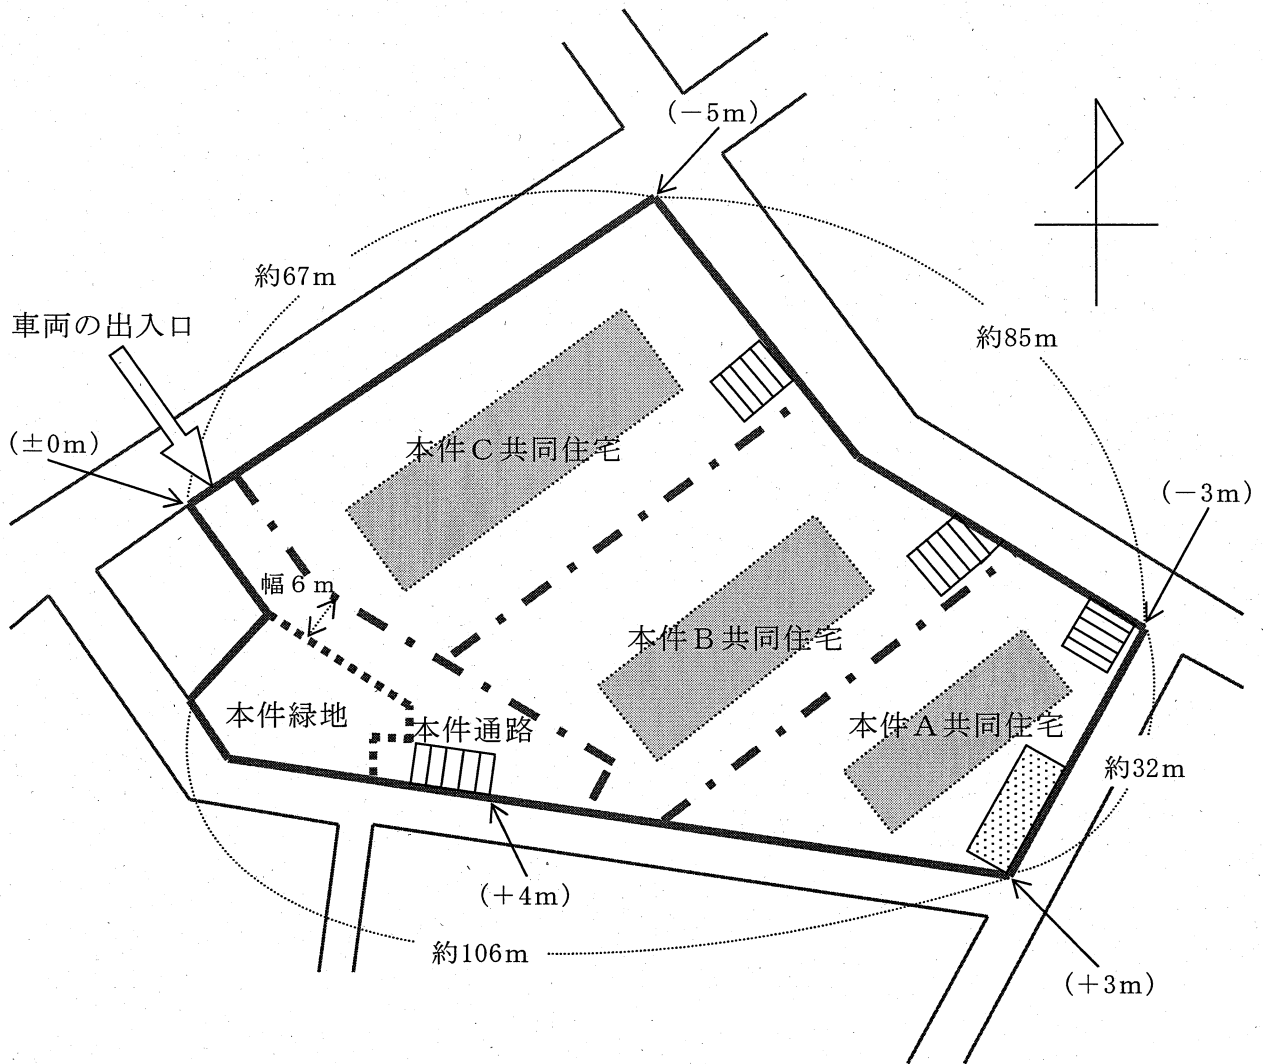 (－5m)
約67m
車両の出入口
約85m
(±0m)
本件Ｃ共同住宅
(－3m)
幅６ｍ
本件Ｂ共同住宅
本件緑地
本件通路
本件Ａ共同住宅
約32m
(＋4m)
約106m
(＋3m)